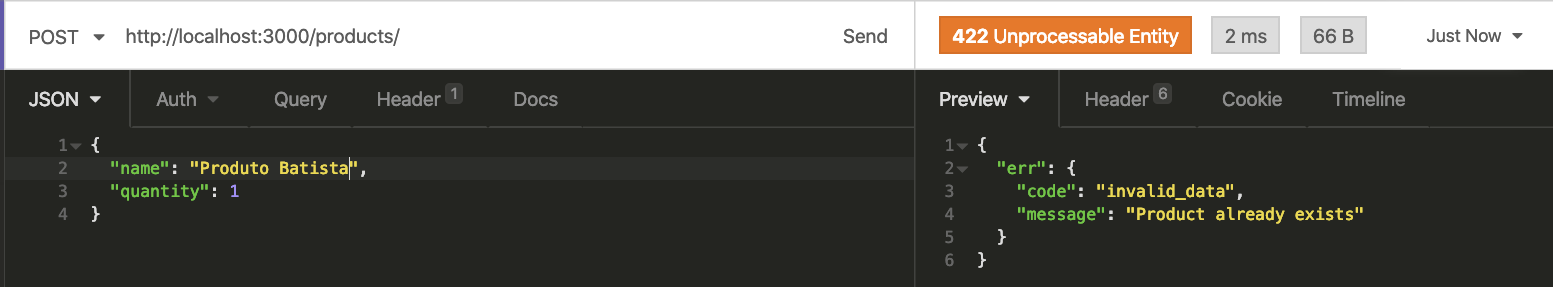 POST http://localhost:3000/products/ Send 422 Unprocessable Entity 2 ms 66 B Just Now
JSON Auth Query Header 1 Docs
1 {
2 "name": "Produto Batista",
3 "quantity": 1
4 }
Preview Header 6 Cookie Timeline
1 {
2 "err": {
3 "code": "invalid_data",
4 "message": "Product already exists"
5 }
6 }